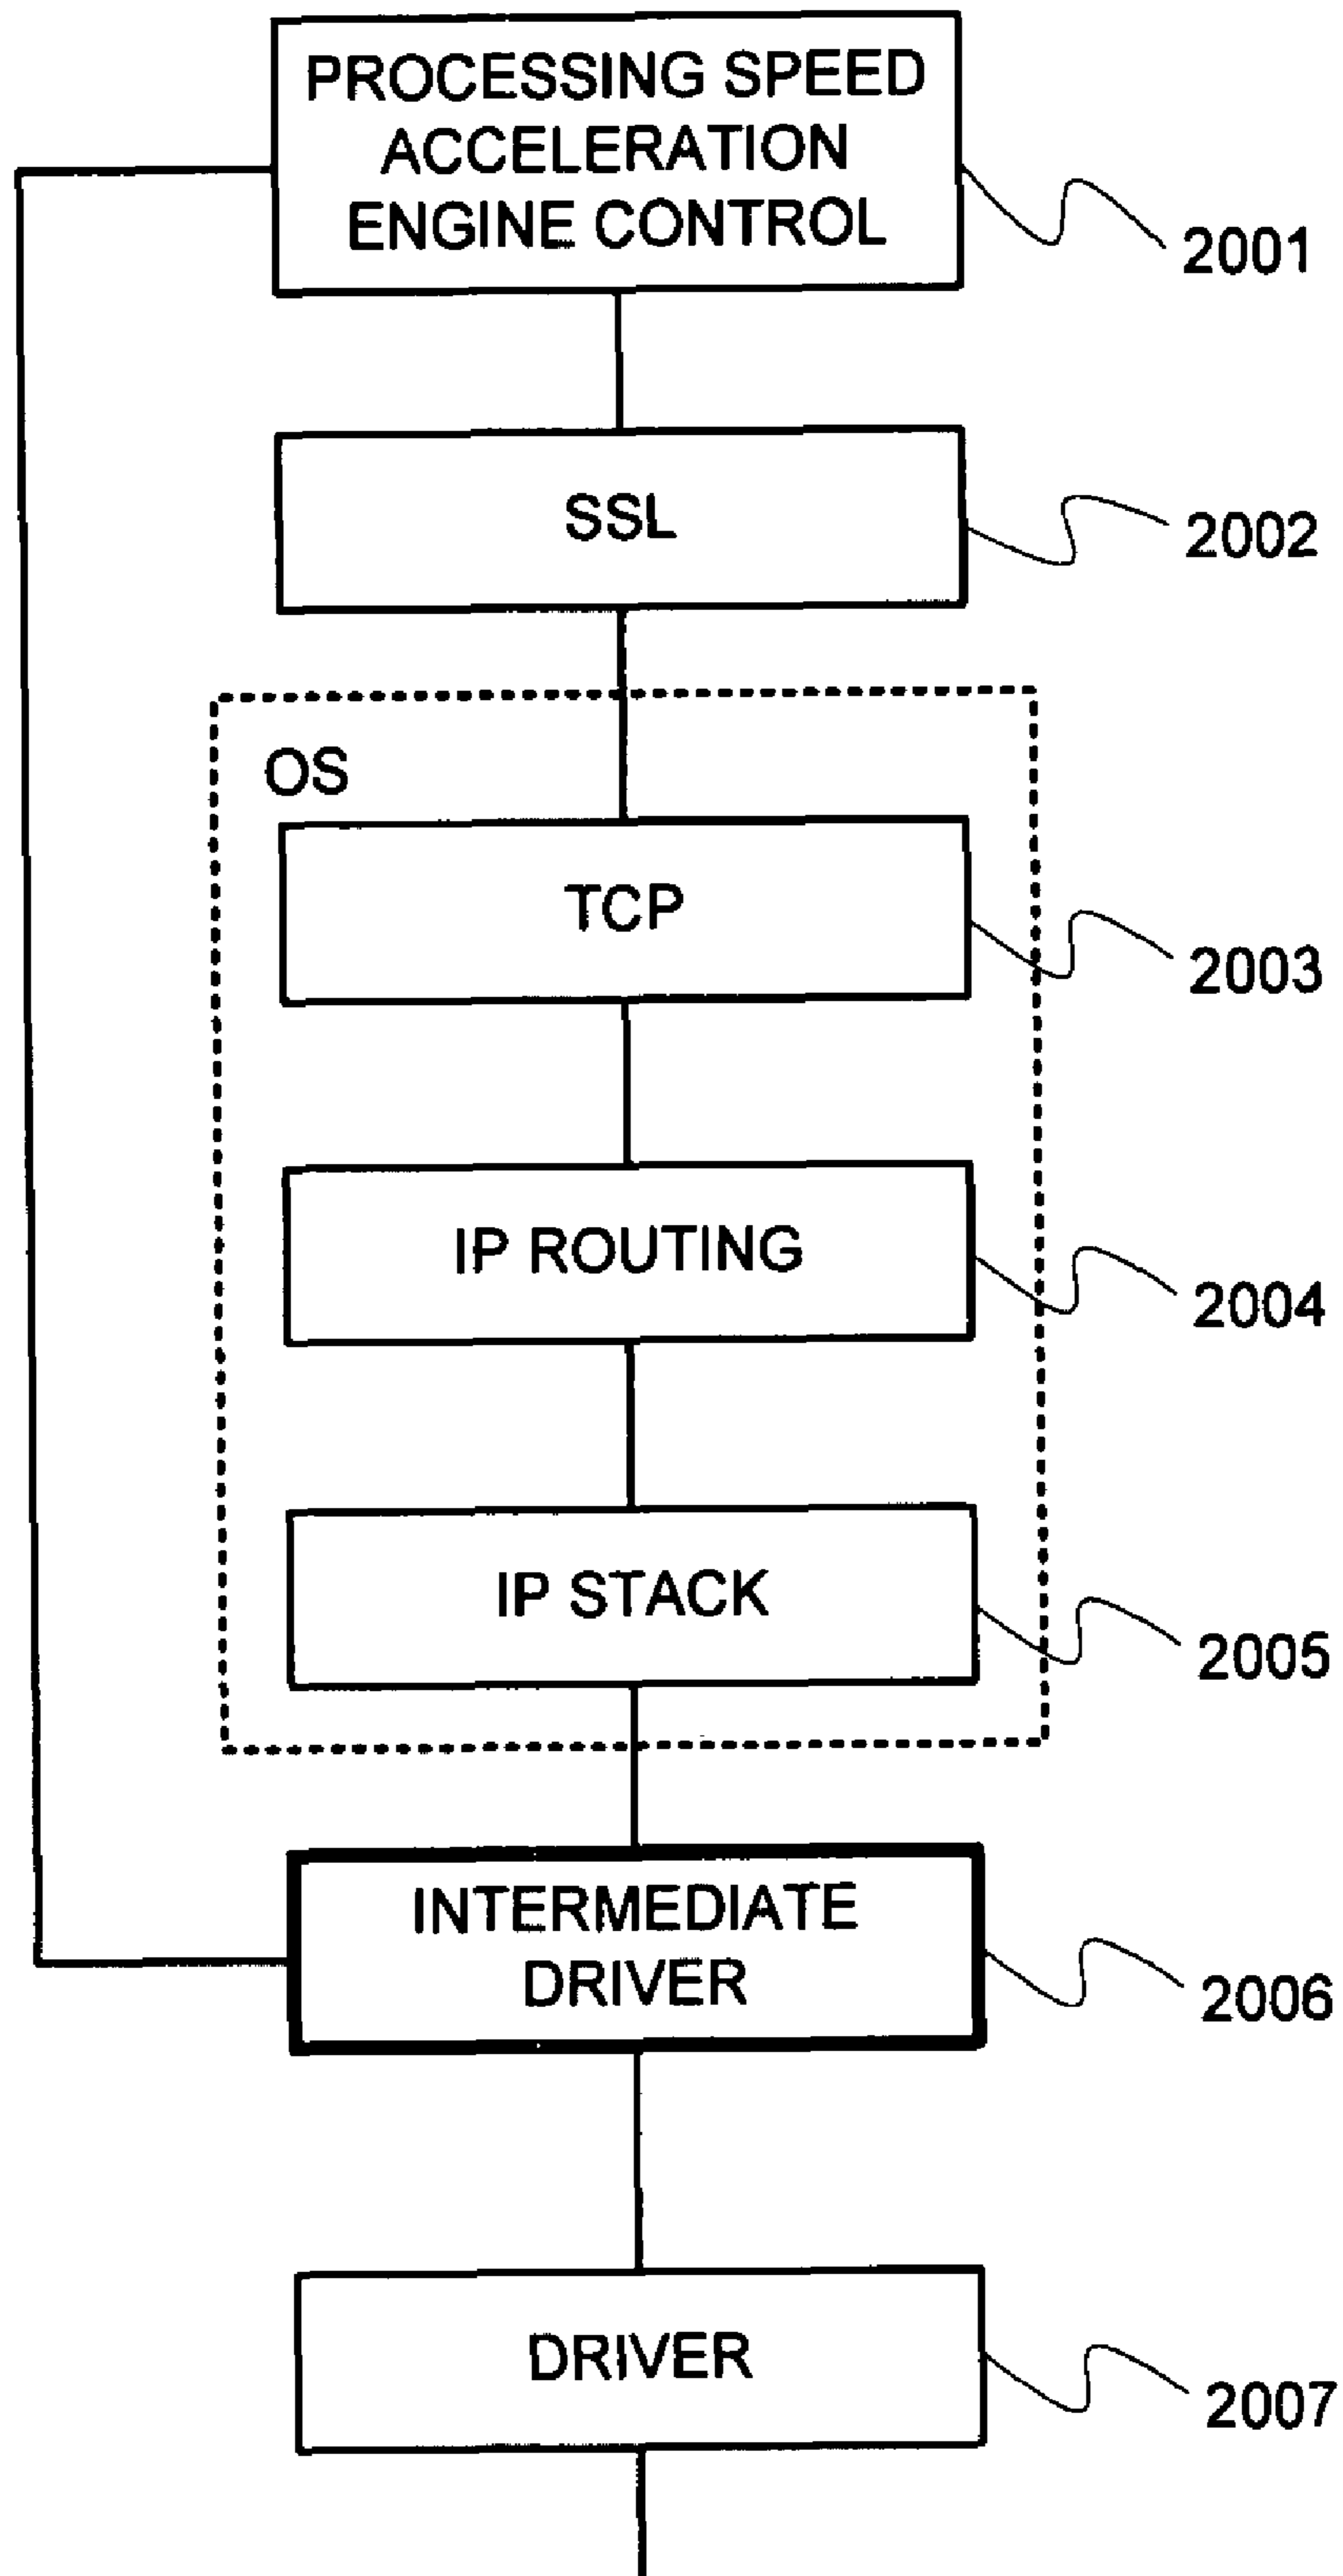 PROCESSING SPEED
ACCELERATION
ENGINE CONTROL
2001
SSL
2002
OS
TCP
2003
IP ROUTING
2004
IP STACK
2005
INTERMEDIATE
DRIVER
2006
DRIVER
2007